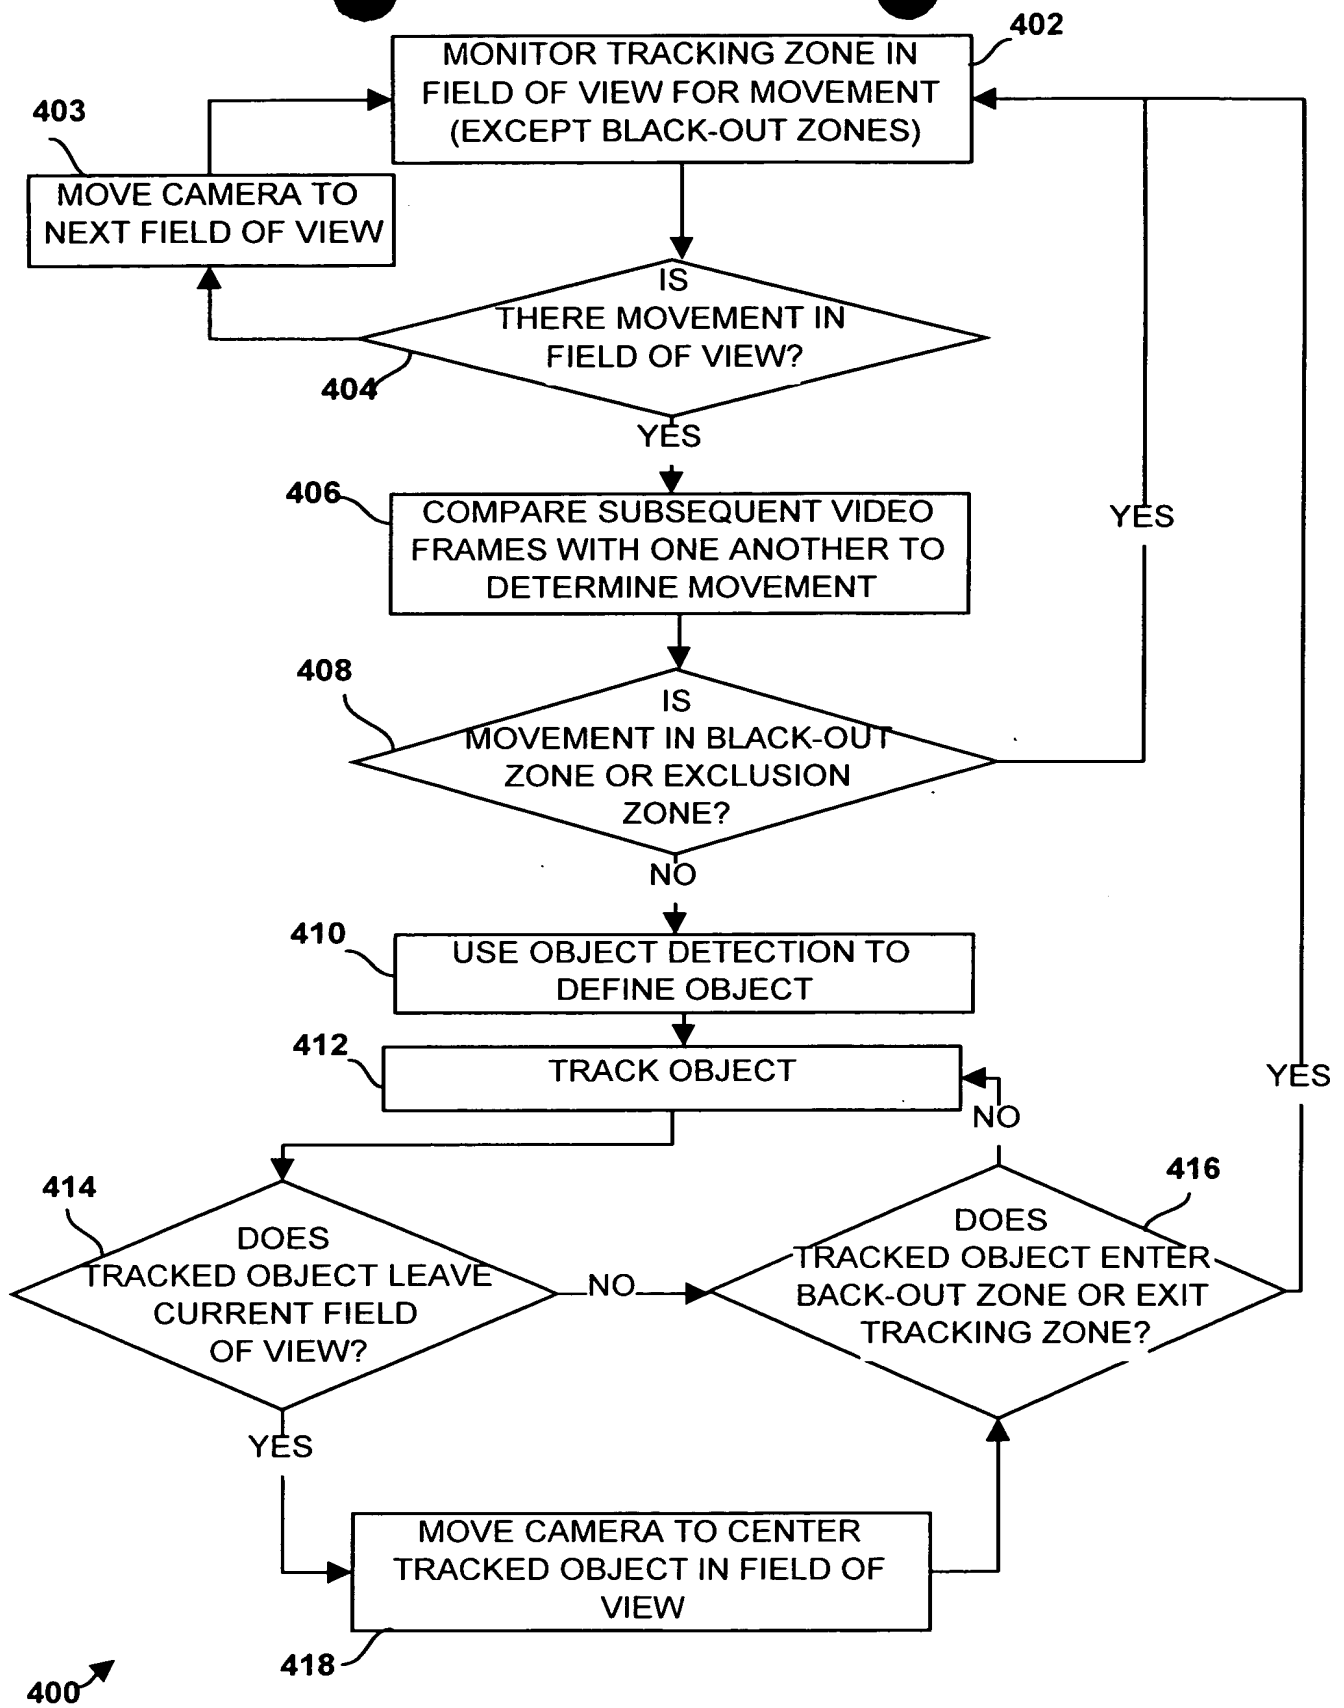 402
MONITOR TRACKING ZONE IN
FIELD OF VIEW FOR MOVEMENT
(EXCEPT BLACK-OUT ZONES)
403
MOVE CAMERA TO
NEXT FIELD OF VIEW
IS
THERE MOVEMENT IN
FIELD OF VIEW?
404
YES
406
COMPARE SUBSEQUENT VIDEO
FRAMES WITH ONE ANOTHER TO
DETERMINE MOVEMENT
YES
408
IS
MOVEMENT IN BLACK-OUT
ZONE OR EXCLUSION
ZONE?
NO
410
USE OBJECT DETECTION TO
DEFINE OBJECT
412
TRACK OBJECT
YES
NO
414
DOES
TRACKED OBJECT LEAVE
CURRENT FIELD
OF VIEW?
NO
416
DOES
TRACKED OBJECT ENTER
BACK-OUT ZONE OR EXIT
TRACKING ZONE?
YES
MOVE CAMERA TO CENTER
TRACKED OBJECT IN FIELD OF
VIEW
418
400